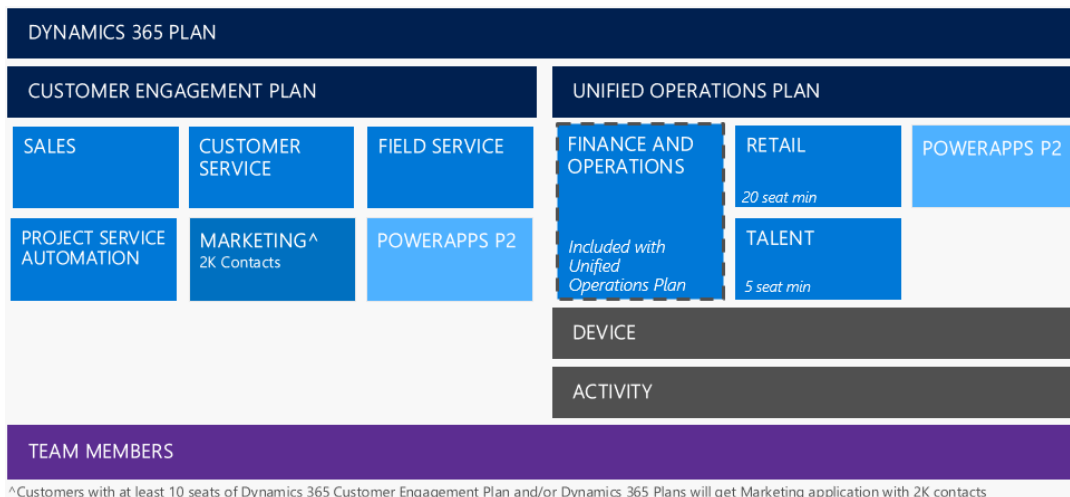 DYNAMICS 365 PLAN
CUSTOMER ENGAGEMENT PLAN
SALES
CUSTOMER
SERVICE
FIELD SERVICE
PROJECT SERVICE
AUTOMATION
MARKETING^
2K Contacts
POWERAPPS P2
UNIFIED OPERATIONS PLAN
FINANCE AND
OPERATIONS
Included with
Unified
Operations Plan
RETAIL
20 seat min
POWERAPPS P2
TALENT
5 seat min
DEVICE
ACTIVITY
TEAM MEMBERS
^Customers with at least 10 seats of Dynamics 365 Customer Engagement Plan and/or Dynamics 365 Plans will get Marketing application with 2K contacts